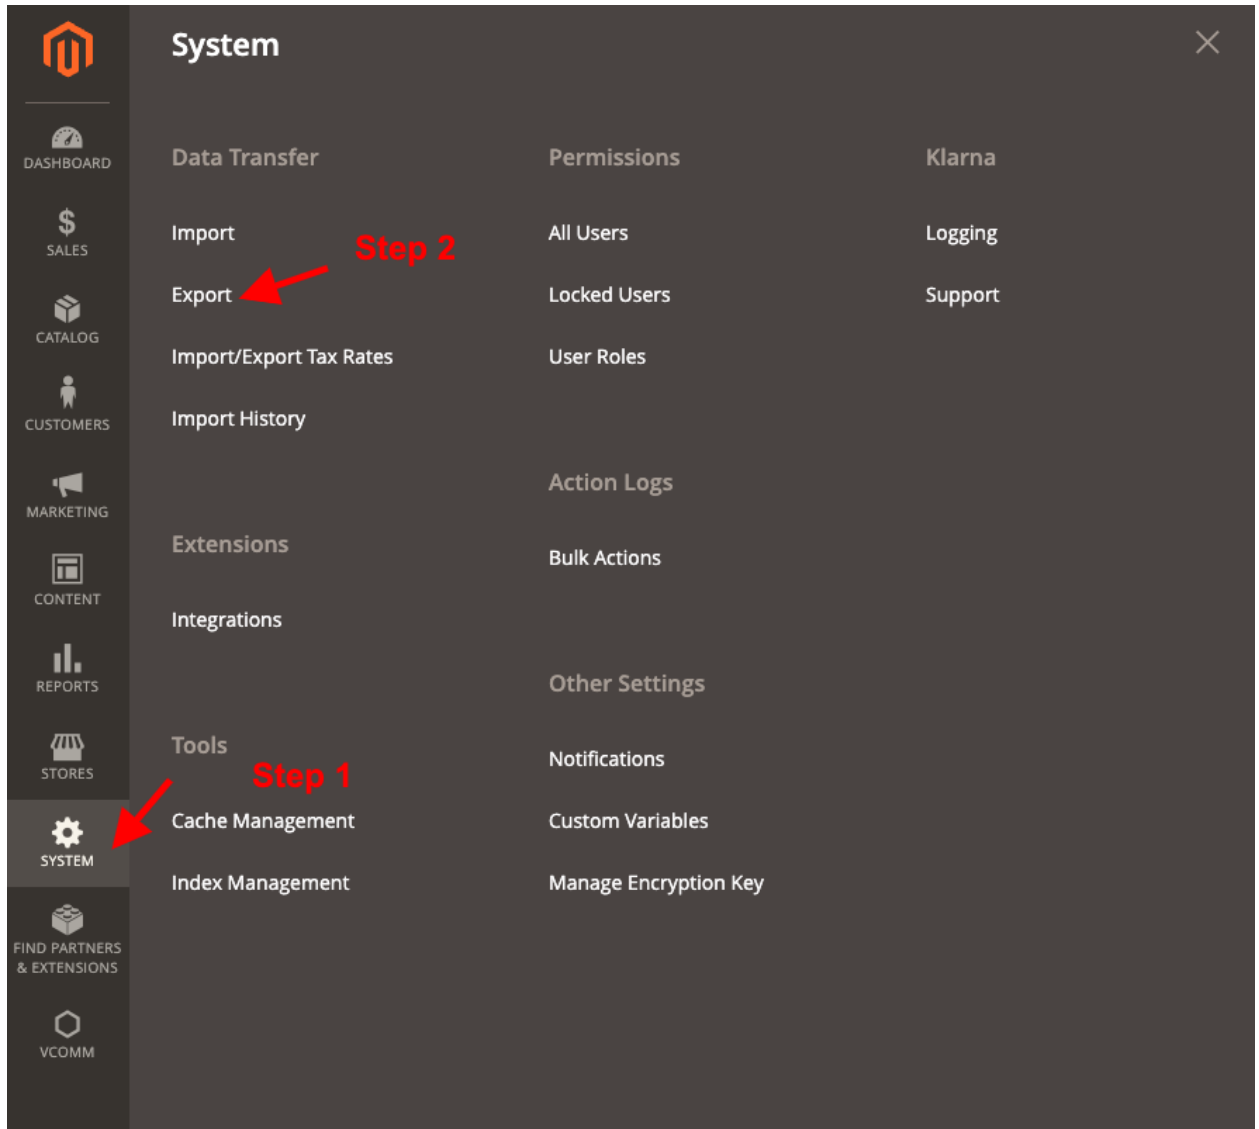 System
DASHBOARD
SALES
CATALOG
CUSTOMERS
MARKETING
CONTENT
REPORTS
STORES
SYSTEM
FIND PARTNERS
& EXTENSIONS
VCOMM
Data Transfer
Import
Step 2
Export
Import/Export Tax Rates
Import History
Extensions
Integrations
Tools
Step 1
Cache Management
Index Management
Permissions
All Users
Locked Users
User Roles
Action Logs
Bulk Actions
Other Settings
Notifications
Custom Variables
Manage Encryption Key
Klarna
Logging
Support